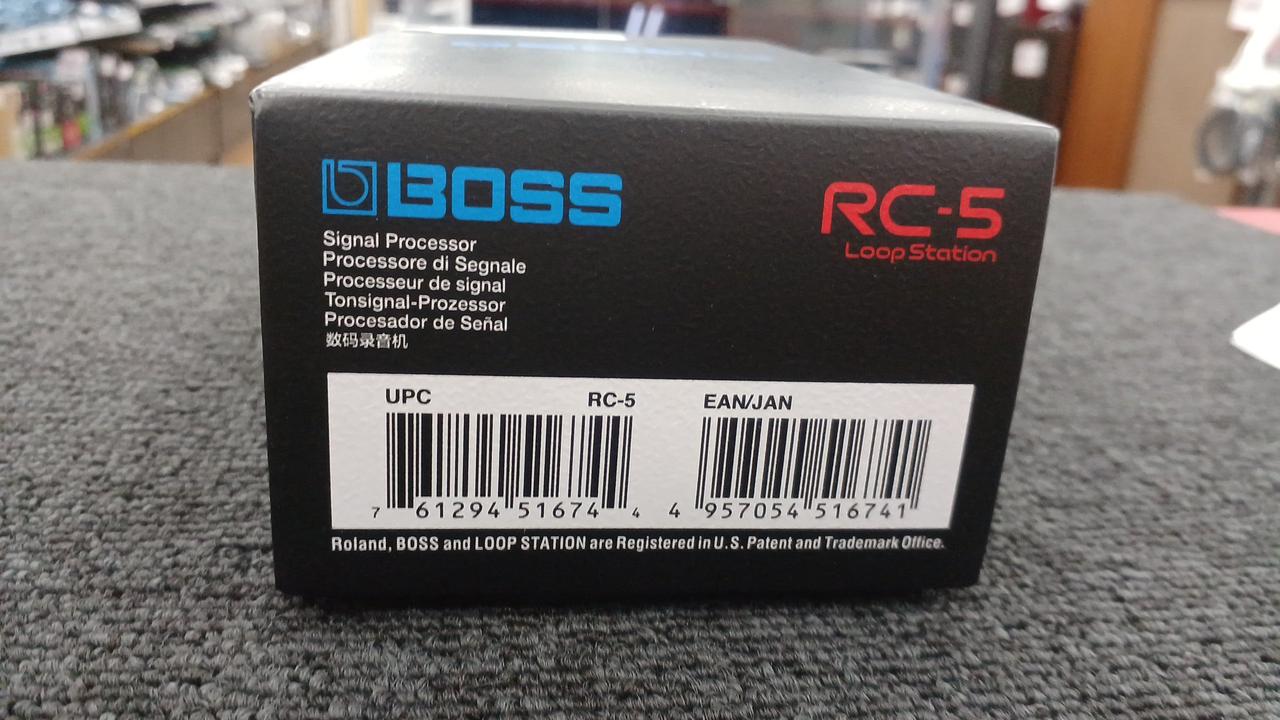 BOSS
RC-5
Loop Station
Signal Processor
Processore di Segnale
Processeur de signal
Tonsignal-Prozessor
Procesador de Señal
数码录音机
UPC RC-5
7 61294 51674 4
EAN/JAN
4 957054 516741
Roland, BOSS and LOOP STATION are Registered in U.S. Patent and Trademark Office.